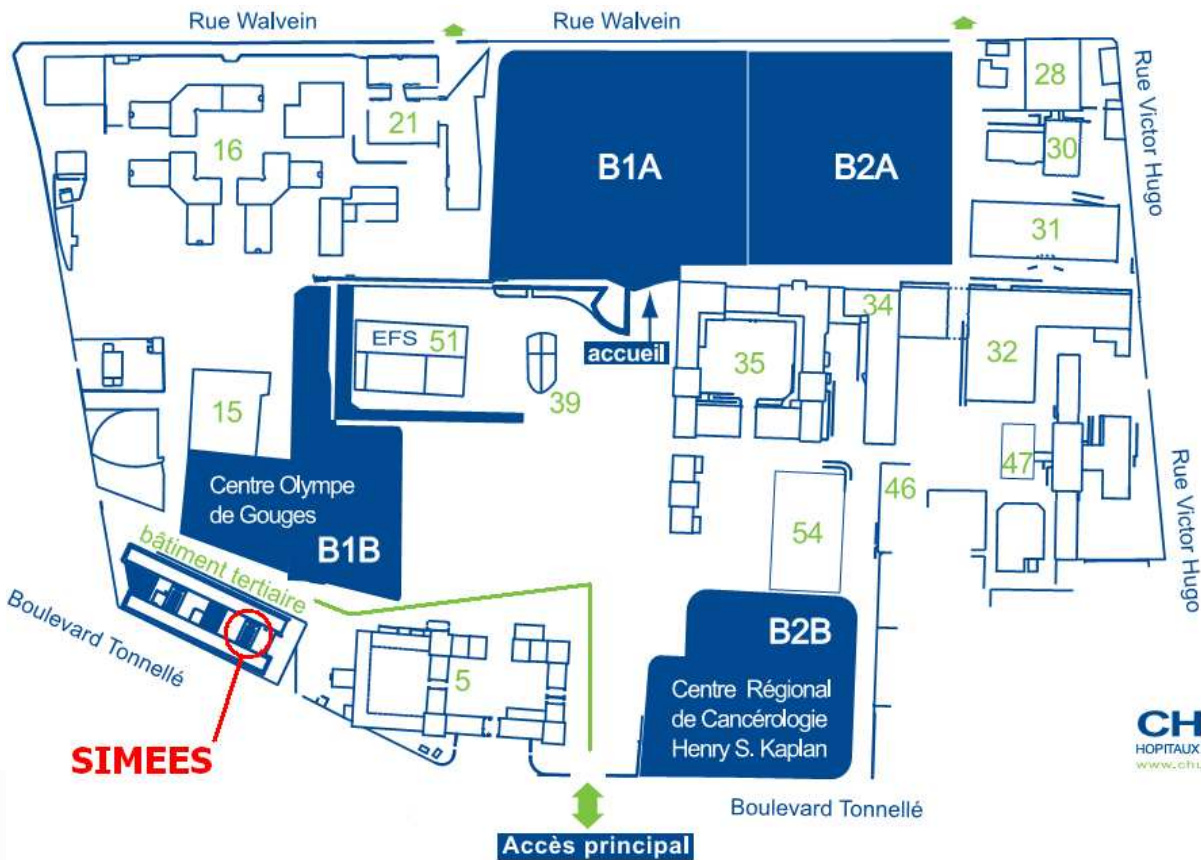 Rue Walvein
Rue Walvein
28
Rue Victor Hugo
21
16
30
B1A
B2A
31
34
EFS 51
accueil
35
32
39
15
Rue Victor Hugo
47
46
Centre Olympe
de Gouges
54
B1B
bâtiment tertiaire
Boulevard Tonnellé
B2B
5
Centre Régional
de Cancérologie
Henry S. Kaplan
SIMEES
CH
HOPITAUX
www.chu
Boulevard Tonnellé
Accès principal